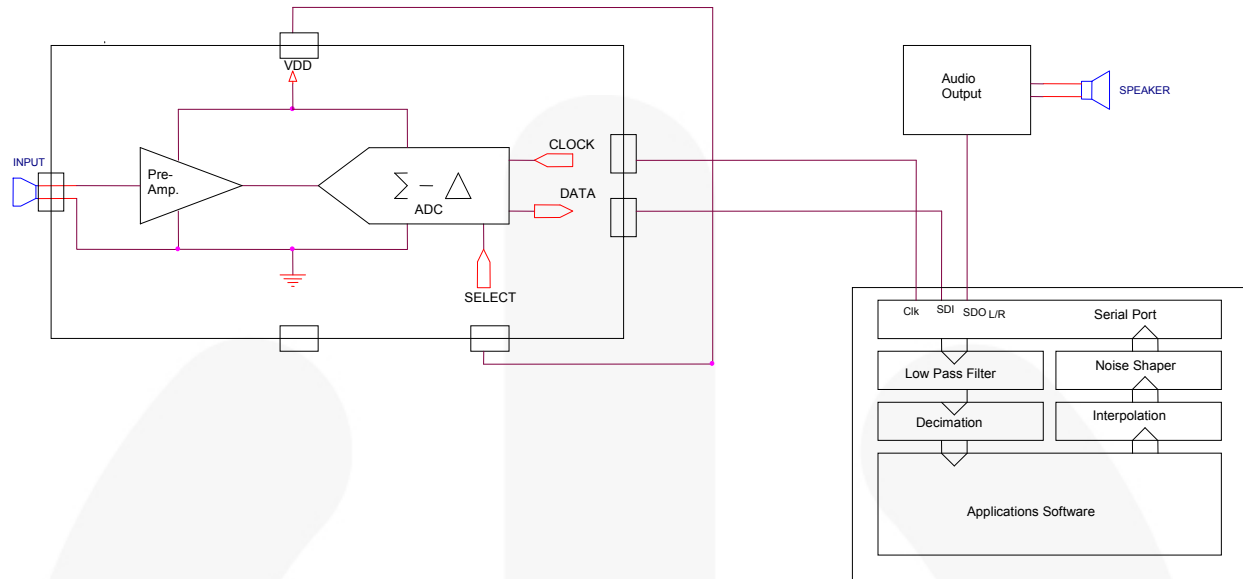 VDD
INPUT
Pre-
Amp.
Σ – Δ
ADC
CLOCK
DATA
SELECT
Audio
Output
SPEAKER
Clk SDI SDO L/R
Serial Port
Low Pass Filter
Noise Shaper
Decimation
Interpolation
Applications Software